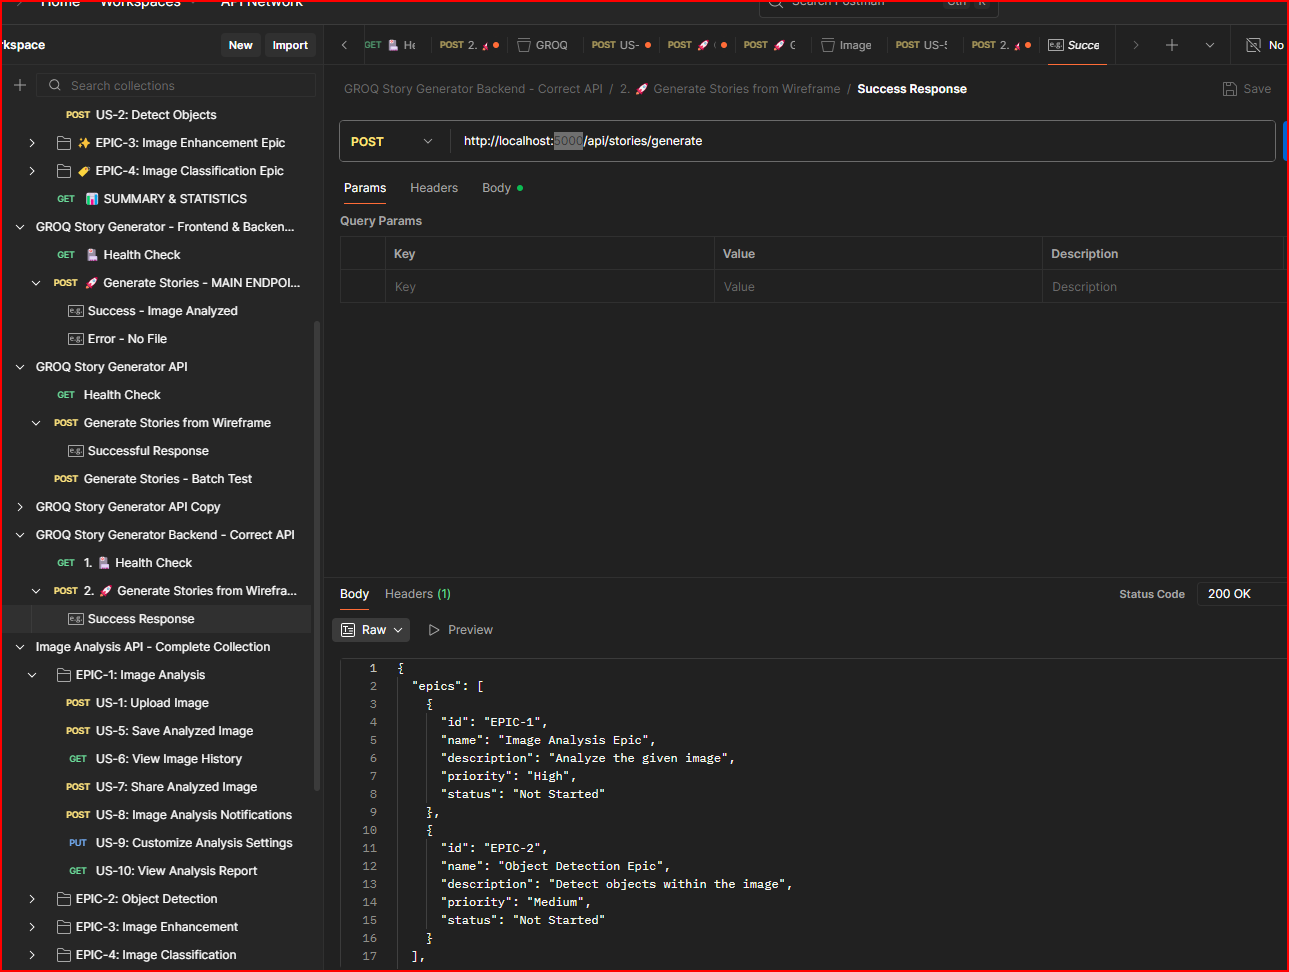 Home Workspaces API Network
Search Postman Ctrl K
kspace New Import
GET He
POST 2.
GROQ
POST US-
POST
POST
Image
POST US-5
POST 2.
e.g. Succe
No
Search collections
GROQ Story Generator Backend - Correct API / 2. 🚀 Generate Stories from Wireframe / Success Response
Save
POST US-2: Detect Objects
✨ EPIC-3: Image Enhancement Epic
🏷️ EPIC-4: Image Classification Epic
GET 📊 SUMMARY & STATISTICS
GROQ Story Generator - Frontend & Backen...
GET Health Check
POST 🚀 Generate Stories - MAIN ENDPOI...
e.g. Success - Image Analyzed
e.g. Error - No File
GROQ Story Generator API
GET Health Check
POST Generate Stories from Wireframe
e.g. Successful Response
POST Generate Stories - Batch Test
GROQ Story Generator API Copy
GROQ Story Generator Backend - Correct API
GET 1. Health Check
POST 2. 🚀 Generate Stories from Wirefra...
e.g. Success Response
Image Analysis API - Complete Collection
EPIC-1: Image Analysis
POST US-1: Upload Image
POST US-5: Save Analyzed Image
GET US-6: View Image History
POST US-7: Share Analyzed Image
POST US-8: Image Analysis Notifications
PUT US-9: Customize Analysis Settings
GET US-10: View Analysis Report
EPIC-2: Object Detection
EPIC-3: Image Enhancement
EPIC-4: Image Classification
POST http://localhost:5000/api/stories/generate
Params Headers Body
Query Params
Key Value Description
Key Value Description
Body Headers (1) Status Code 200 OK
Raw Preview
1 {
2 "epics": [
3 {
4 "id": "EPIC-1",
5 "name": "Image Analysis Epic",
6 "description": "Analyze the given image",
7 "priority": "High",
8 "status": "Not Started"
9 },
10 {
11 "id": "EPIC-2",
12 "name": "Object Detection Epic",
13 "description": "Detect objects within the image",
14 "priority": "Medium",
15 "status": "Not Started"
16 }
17 ],